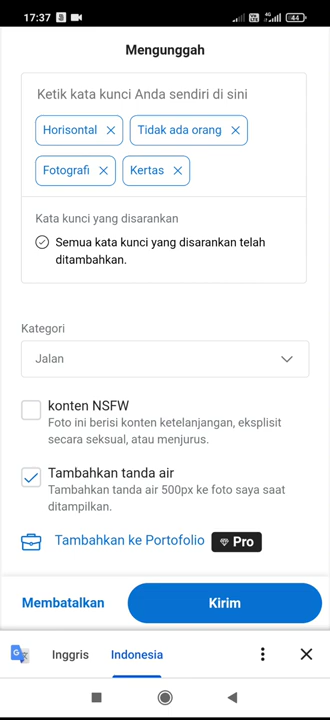 17:37
44
Mengunggah
Ketik kata kunci Anda sendiri di sini
Horisontal
Tidak ada orang
Fotografi
Kertas
Kata kunci yang disarankan
Semua kata kunci yang disarankan telah
ditambahkan.
Kategori
Jalan
konten NSFW
Foto ini berisi konten ketelanjangan, eksplisit
secara seksual, atau menjurus.
Tambahkan tanda air
Tambahkan tanda air 500px ke foto saya saat
ditampilkan.
Tambahkan ke Portofolio
Pro
Membatalkan
Kirim
Inggris
Indonesia